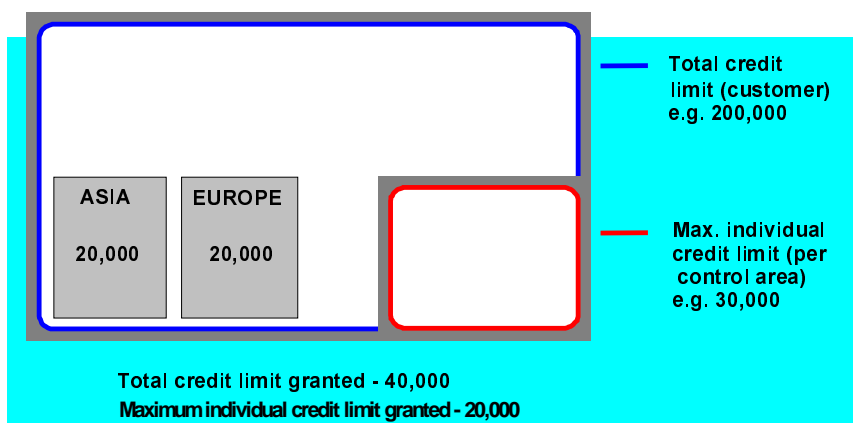 Total credit
limit (customer)
e.g. 200,000
ASIA
20,000
EUROPE
20,000
Max. individual
credit limit (per
control area)
e.g. 30,000
Total credit limit granted - 40,000
Maximum individual credit limit granted - 20,000